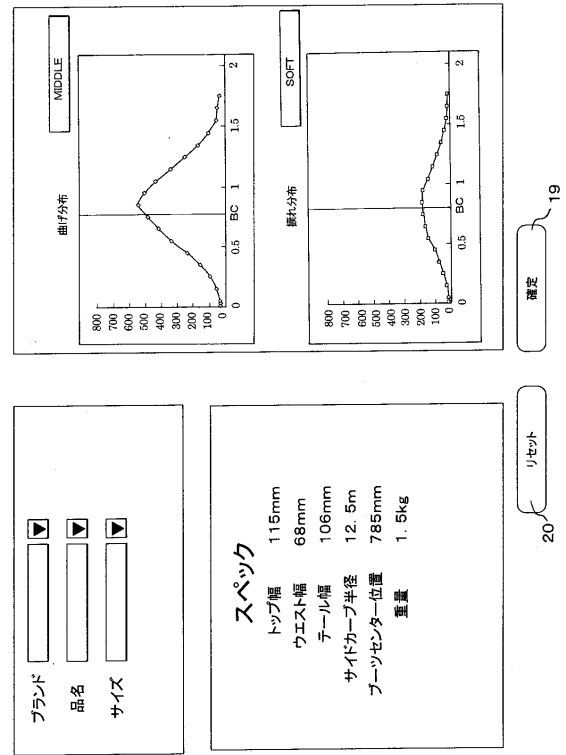 ブランド ▼
品名 ▼
サイズ ▼
スペック
トップ幅 115mm
ウエスト幅 68mm
テール幅 106mm
サイドカーブ半径 12. 5m
ブーツセンター位置 785mm
重量 1. 5kg
曲げ分布
MIDDLE
800
700
600
500
400
300
200
100
0
0 0.5 BC 1 1.5 2
捩れ分布
SOFT
800
700
600
500
400
300
200
100
0
0 0.5 BC 1 1.5 2
リセット
20
確定
19